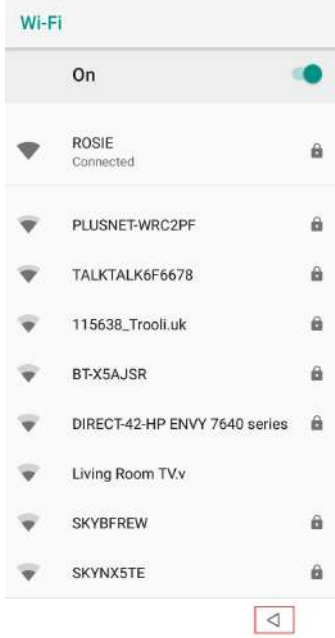 Wi-Fi
On
ROSIE
Connected
PLUSNET-WRC2PF
TALKTALK6F6678
115638_Trooli.uk
BT-X5AJSR
DIRECT-42-HP ENVY 7640 series
Living Room TV.v
SKYBFREW
SKYNX5TE